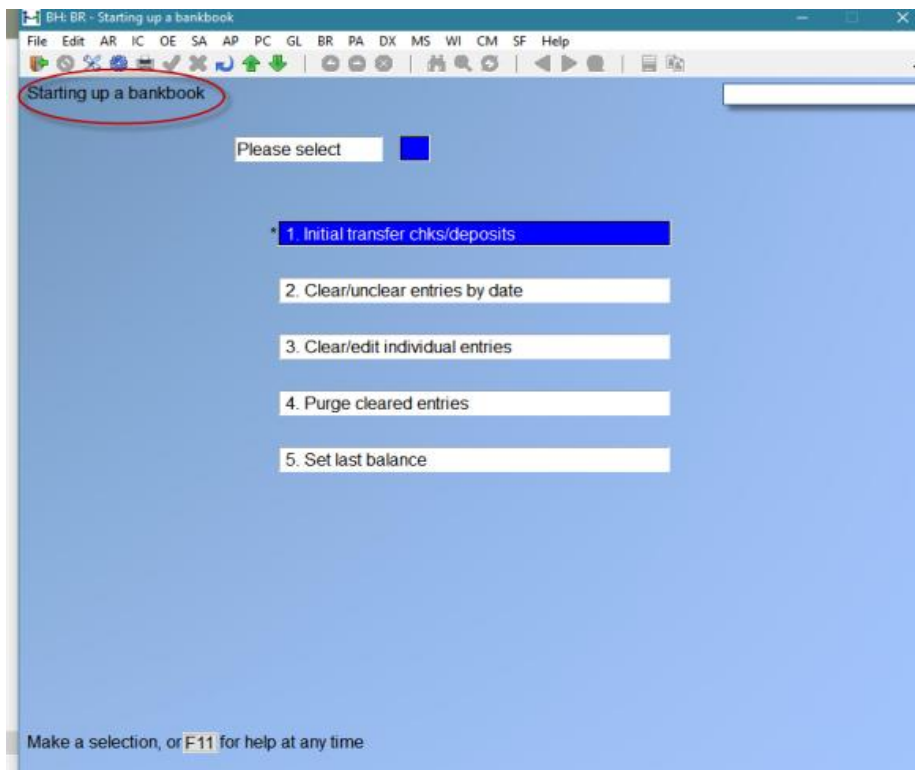 BH: BR - Starting up a bankbook
File Edit AR IC OE SA AP PC GL BR PA DX MS WI CM SF Help
Starting up a bankbook
Please select
* 1. Initial transfer chks/deposits
2. Clear/unclear entries by date
3. Clear/edit individual entries
4. Purge cleared entries
5. Set last balance
Make a selection, or F11 for help at any time